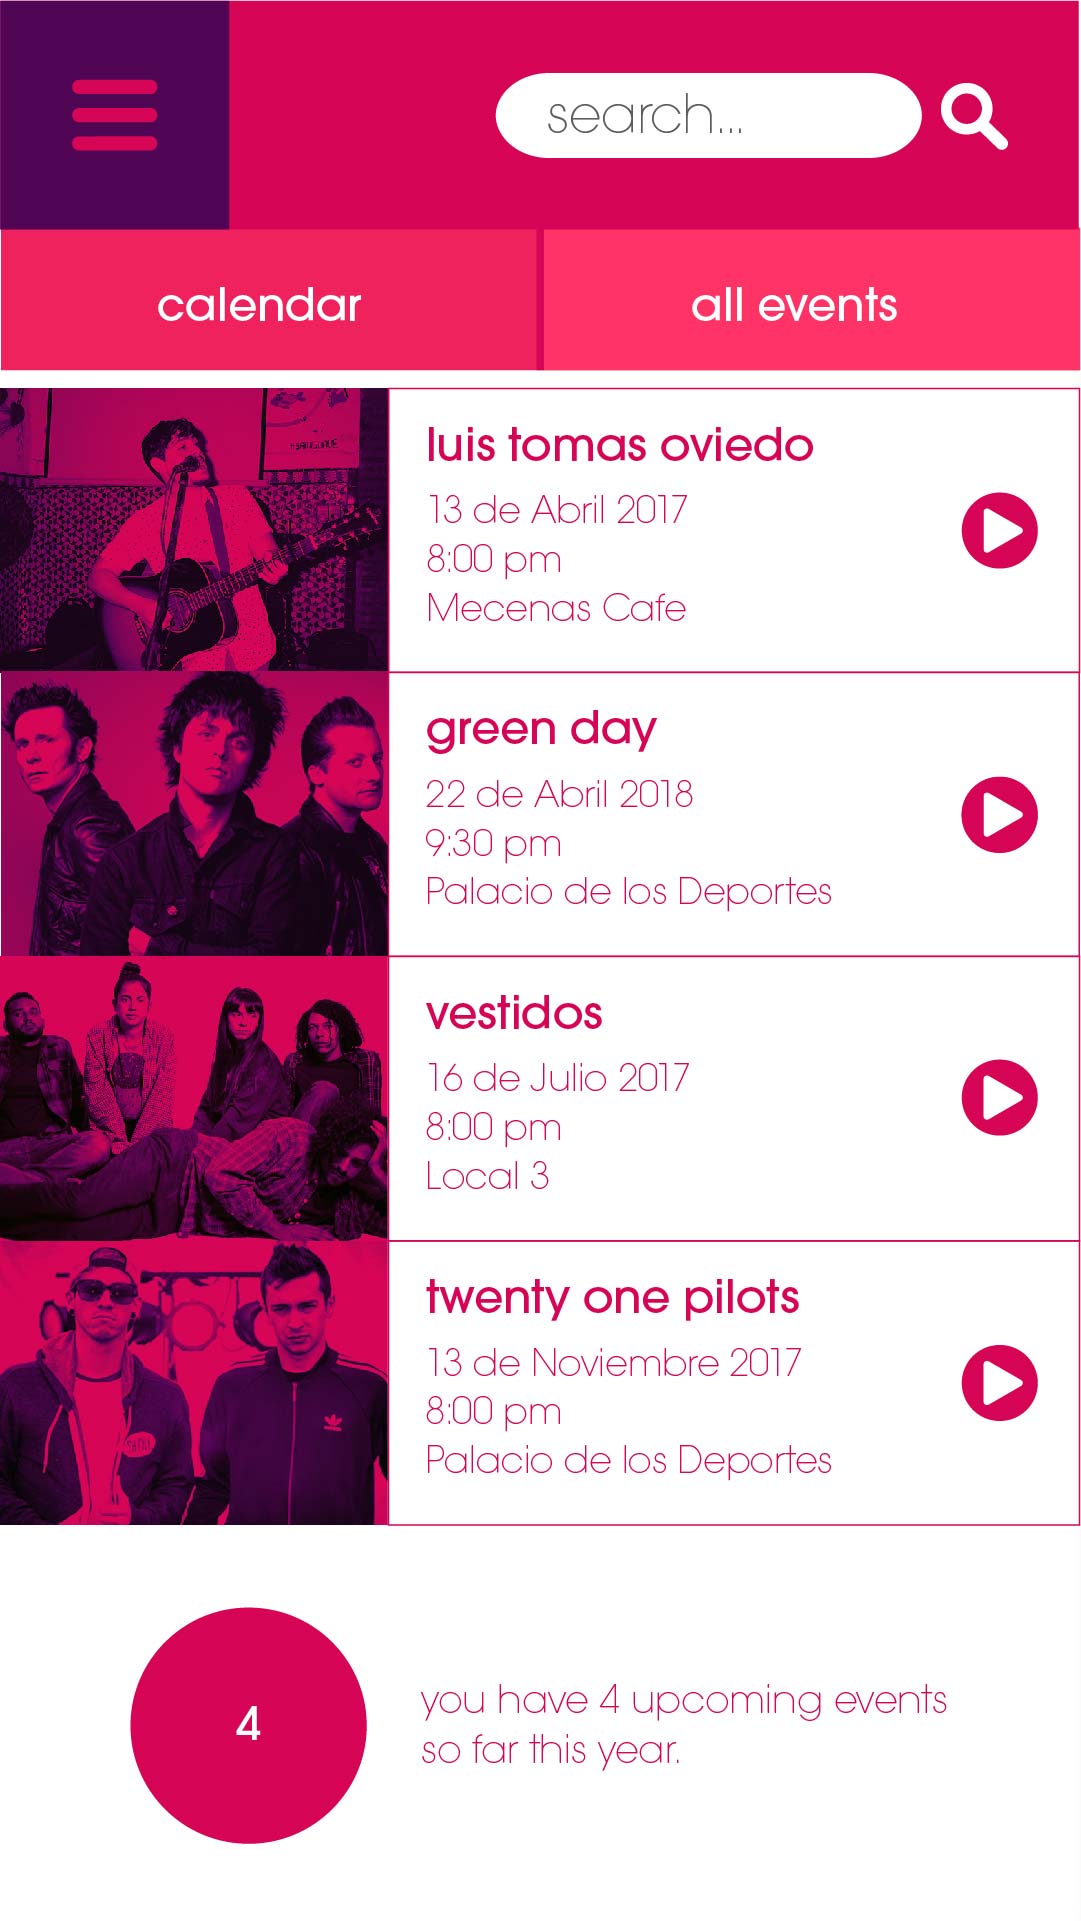 search...
calendar
all events
luis tomas oviedo
13 de Abril 2017
8:00 pm
Mecenas Cafe
green day
22 de Abril 2018
9:30 pm
Palacio de los Deportes
vestidos
16 de Julio 2017
8:00 pm
Local 3
twenty one pilots
13 de Noviembre 2017
8:00 pm
Palacio de los Deportes
4
you have 4 upcoming events
so far this year.